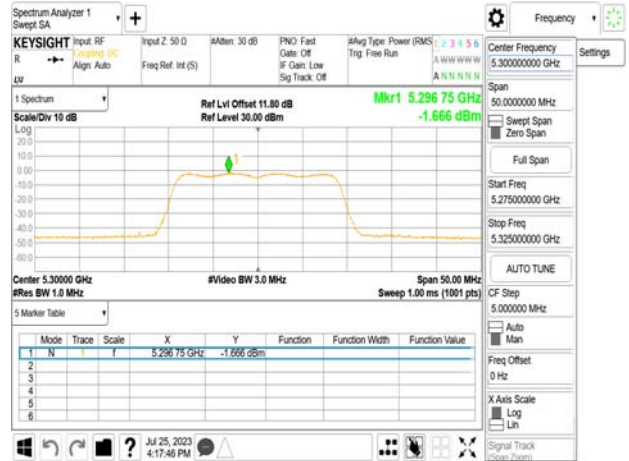 Spectrum Analyzer 1
Swept SA
+
Frequency
KEYSIGHT
R
Input: RF
Coupling: DC
Align: Auto
Input Z: 50 Ω
Freq Ref: Int (S)
#Atten: 30 dB
PNO: Fast
Gate: Off
IF Gain: Low
Sig Track: Off
#Avg Type: Power (RMS
Trig: Free Run
1 2 3 4 5 6
A W W W W W
A N N N N N
Center Frequency
5.300000000 GHz
Settings
Span
50.0000000 MHz
Swept Span
Zero Span
Full Span
Start Freq
5.275000000 GHz
Stop Freq
5.325000000 GHz
AUTO TUNE
CF Step
5.000000 MHz
Auto
Man
Freq Offset
0 Hz
X Axis Scale
Log
Lin
Signal Track
(Span Zoom)
1 Spectrum
Scale/Div 10 dB
Ref Lvl Offset 11.80 dB
Ref Level 30.00 dBm
Mkr1 5.296 75 GHz
-1.666 dBm
Log
20.0
10.0
0.00
-10.0
-20.0
-30.0
-40.0
-50.0
-60.0
1
Center 5.30000 GHz
#Res BW 1.0 MHz
#Video BW 3.0 MHz
Span 50.00 MHz
Sweep 1.00 ms (1001 pts)
5 Marker Table
Mode Trace Scale X Y Function Function Width Function Value
1 N 1 f 5.296 75 GHz -1.666 dBm
2
3
4
5
6
?
Jul 25, 2023
4:17:46 PM